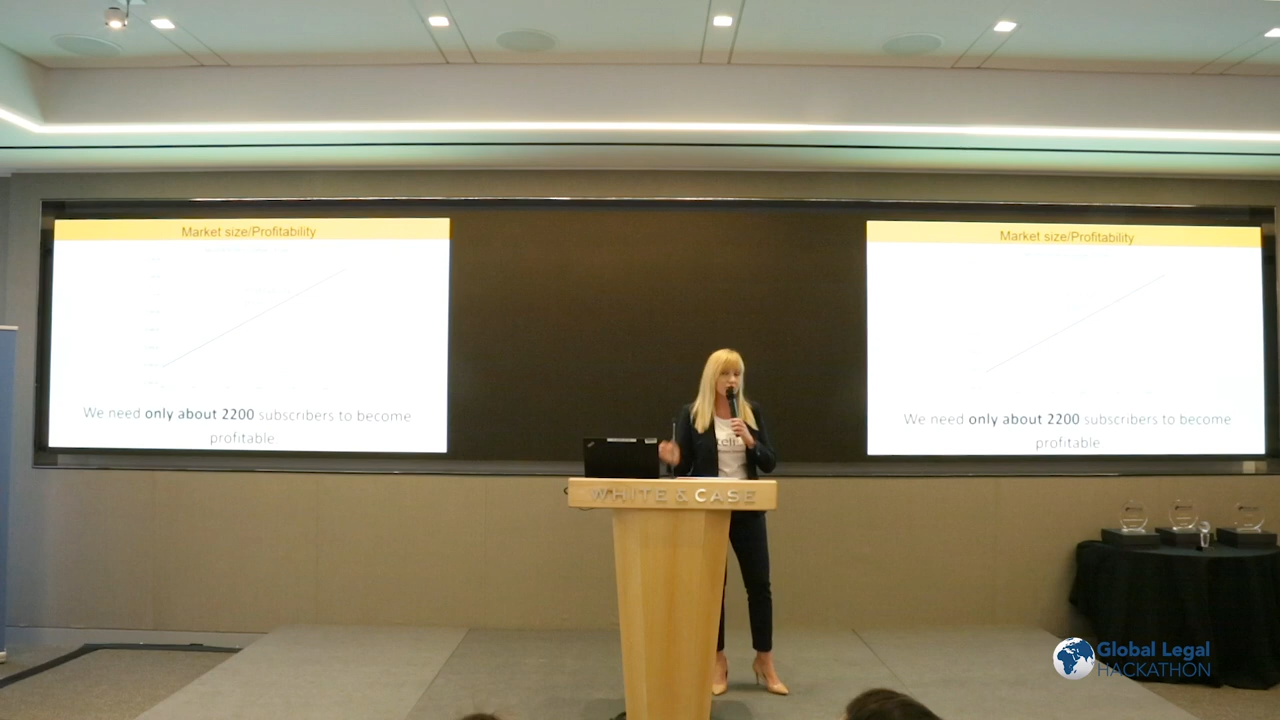 Market size/Profitability
We need only about 2200 subscribers to become
profitable
Market size/Profitability
We need only about 2200 subscribers to become
profitable
WHITE & CASE
Global Legal
HACKATHON